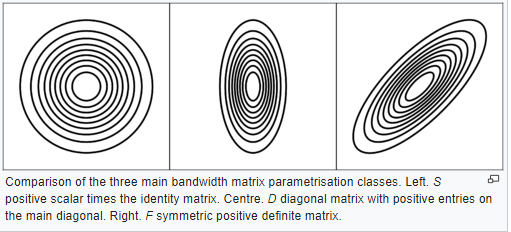 Comparison of the three main bandwidth matrix parametrisation classes. Left. S
positive scalar times the identity matrix. Centre. D diagonal matrix with positive entries on
the main diagonal. Right. F symmetric positive definite matrix.